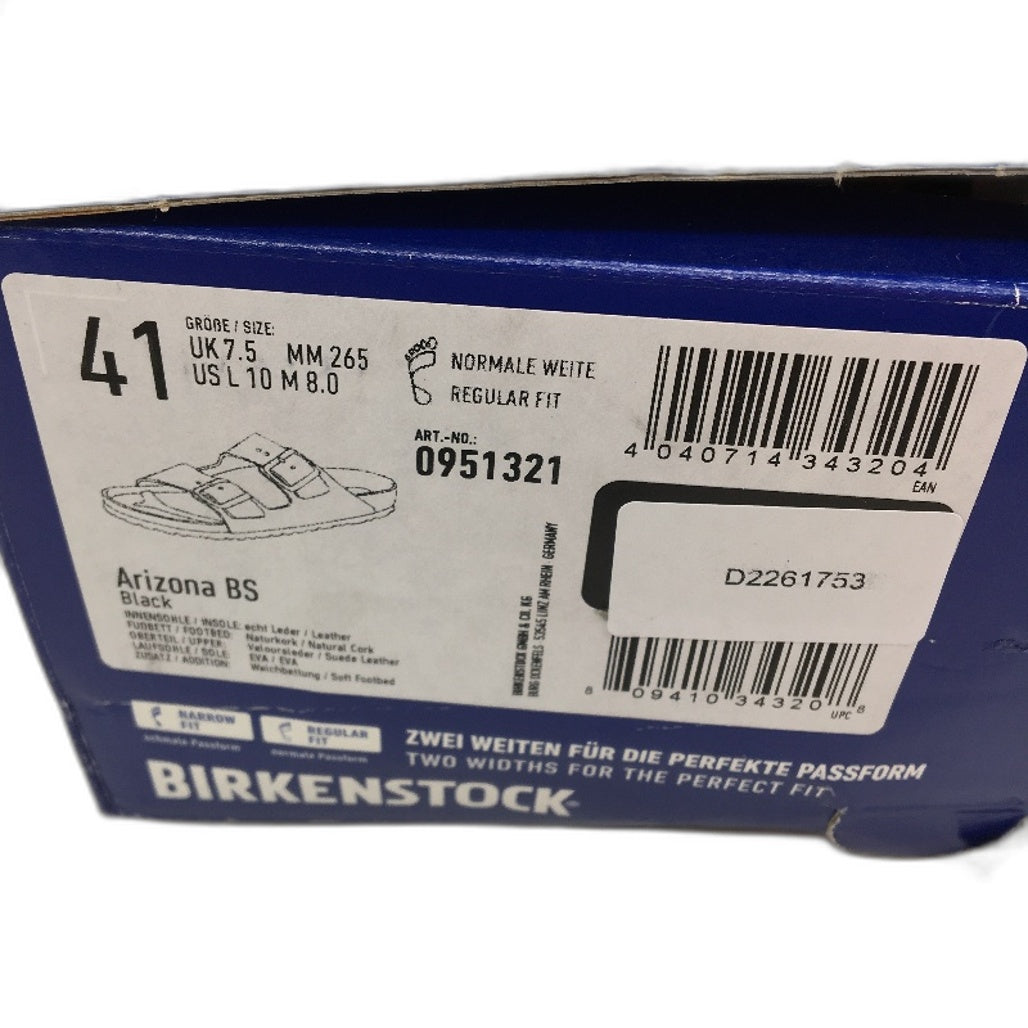 41
GRÖßE / SIZE:
UK 7.5 MM 265
US L 10 M 8.0
NORMALE WEITE
REGULAR FIT
ART.-NO.:
0951321
4 040714 343204
EAN
Arizona BS
Black
INNENSOHLE / INSOLE: echt Leder / Leather
FUßBETT / FOOTBED: Naturkork / Natural Cork
OBERTEIL / UPPER: Veloursleder / Suede Leather
LAUFSOHLE / SOLE: EVA / EVA
ZUSATZ / ADDITION: Weichbettung / Soft Footbed
BIRKENSTOCK GMBH & CO. KG
BURG OCKENFELS 53545 LINZ AM RHEIN GERMANY
D2261753
8 09410 34320 8
UPC
NARROW FIT
schmale Passform
REGULAR FIT
normale Passform
ZWEI WEITEN FÜR DIE PERFEKTE PASSFORM
TWO WIDTHS FOR THE PERFECT FIT
BIRKENSTOCK